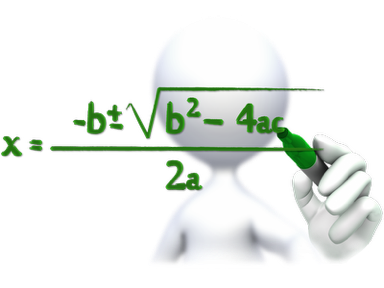 x = -b ± √b² - 4ac
2a